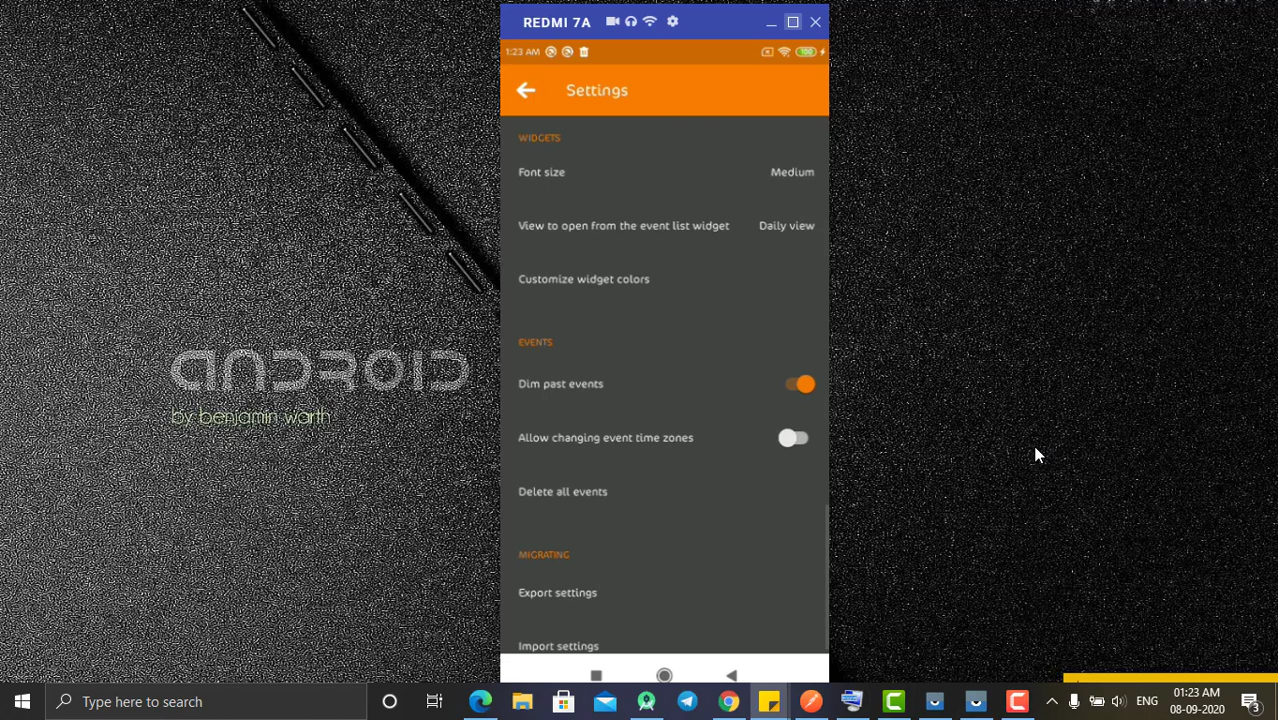 REDMI 7A
1:23 AM
100
Settings
WIDGETS
Font size Medium
View to open from the event list widget Daily view
Customize widget colors
EVENTS
Dim past events
Allow changing event time zones
Delete all events
MIGRATING
Export settings
Import settings
ANDROID
by benjamin warth
Type here to search
ENG
01:23 AM
08-09-2020
3